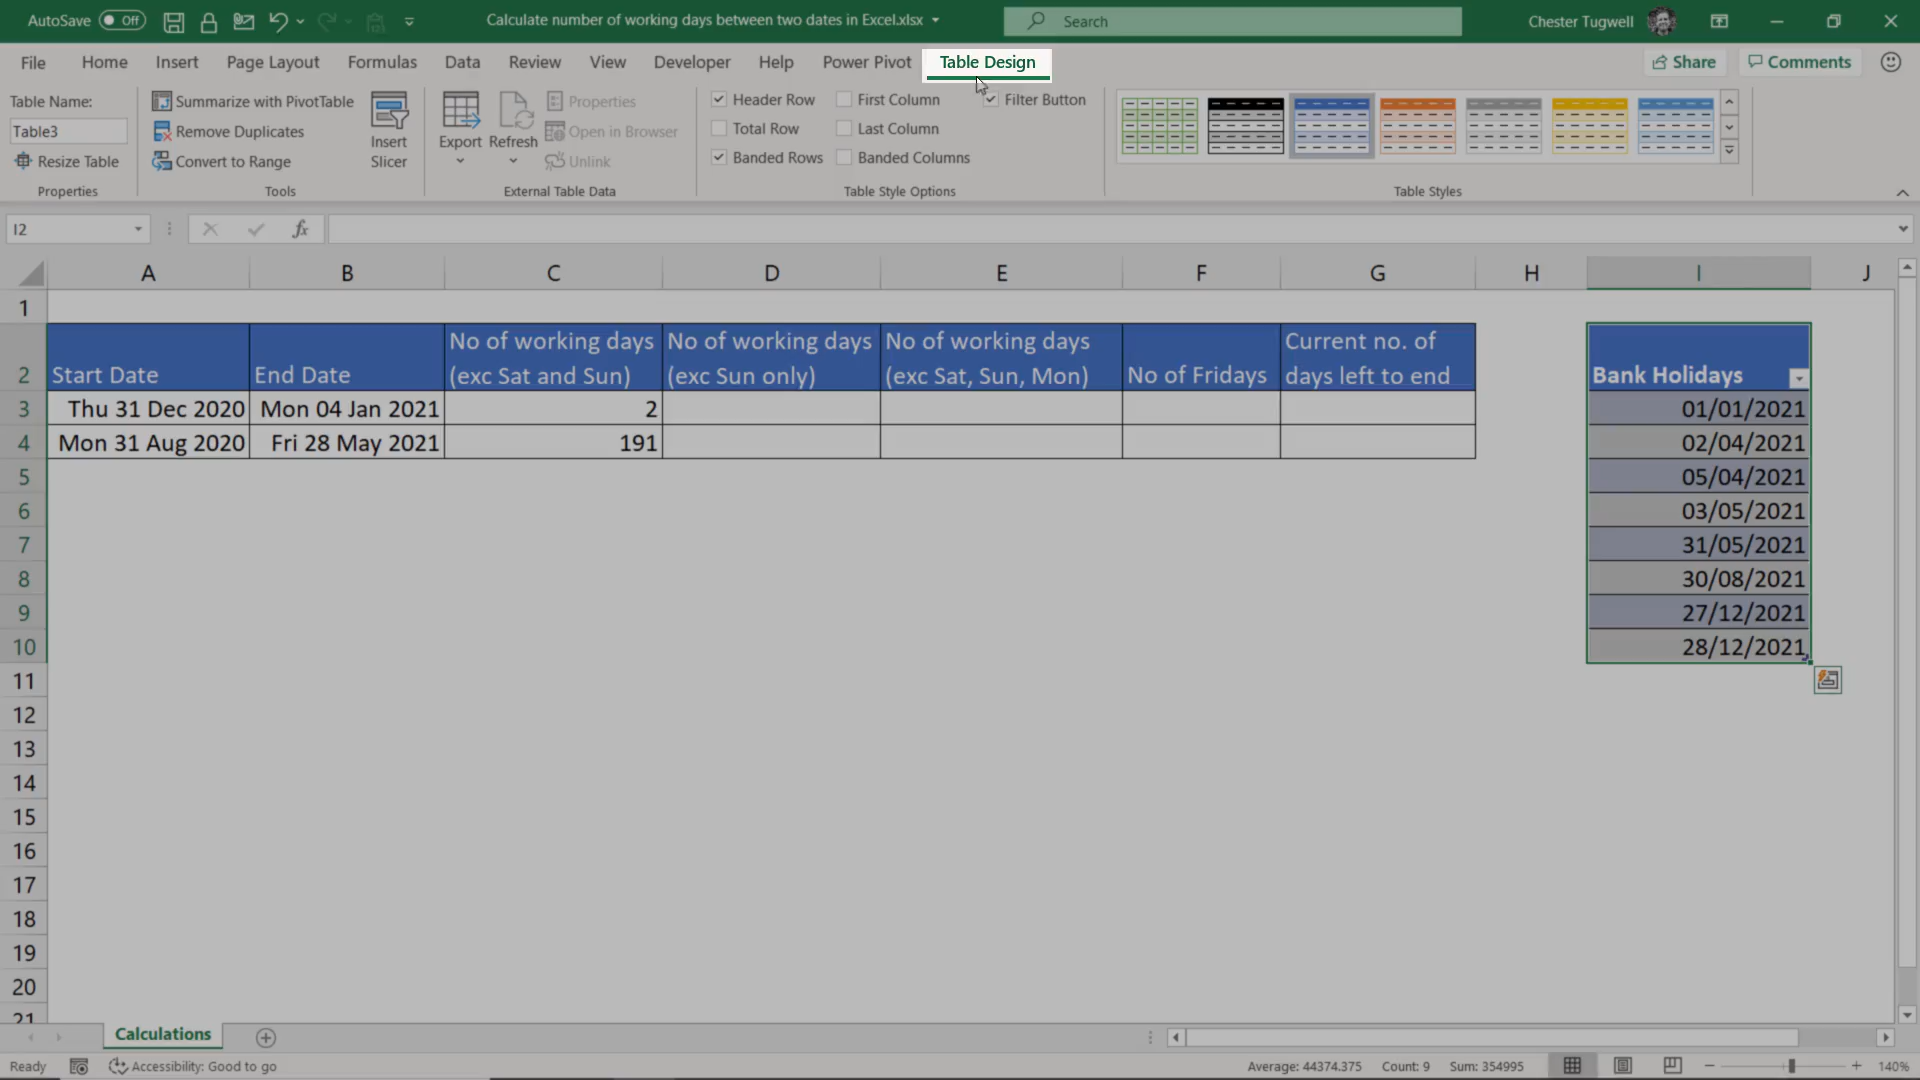 AutoSave Off Calculate number of working days between two dates in Excel.xlsx Search Chester Tugwell
File Home Insert Page Layout Formulas Data Review View Developer Help Power Pivot Table Design Share Comments
Table Name:
Table3
Resize Table
Properties
Summarize with PivotTable
Remove Duplicates
Convert to Range
Insert
Slicer
Tools
Export
Refresh
Properties
Open in Browser
Unlink
External Table Data
Header Row First Column Filter Button
Total Row Last Column
Banded Rows Banded Columns
Table Style Options
Table Styles
I2 fx
A B C D E F G H I J
1
2 Start Date End Date No of working days (exc Sat and Sun) No of working days (exc Sun only) No of working days (exc Sat, Sun, Mon) No of Fridays Current no. of days left to end Bank Holidays
3 Thu 31 Dec 2020 Mon 04 Jan 2021 2 01/01/2021
4 Mon 31 Aug 2020 Fri 28 May 2021 191 02/04/2021
5 05/04/2021
6 03/05/2021
7 31/05/2021
8 30/08/2021
9 27/12/2021
10 28/12/2021
11
12
13
14
15
16
17
18
19
20
21
Calculations
Ready Accessibility: Good to go Average: 44374.375 Count: 9 Sum: 354995 140%